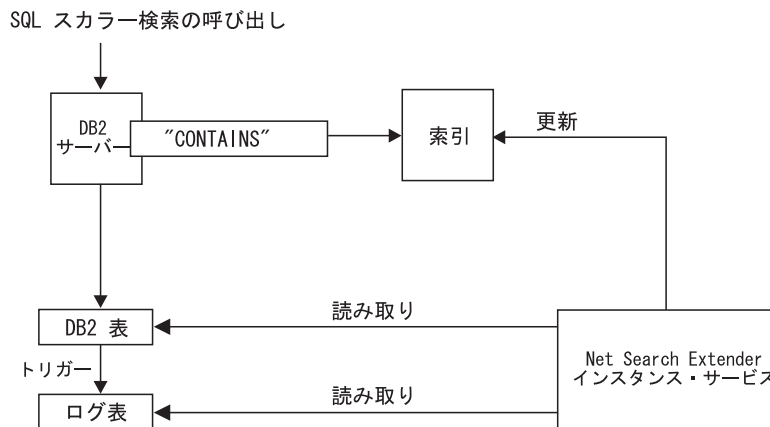 SQL スカラー検索の呼び出し
DB2
サーバー
"CONTAINS"
索引
更新
DB2 表
読み取り
トリガー
Net Search Extender
インスタンス・サービス
ログ表
読み取り